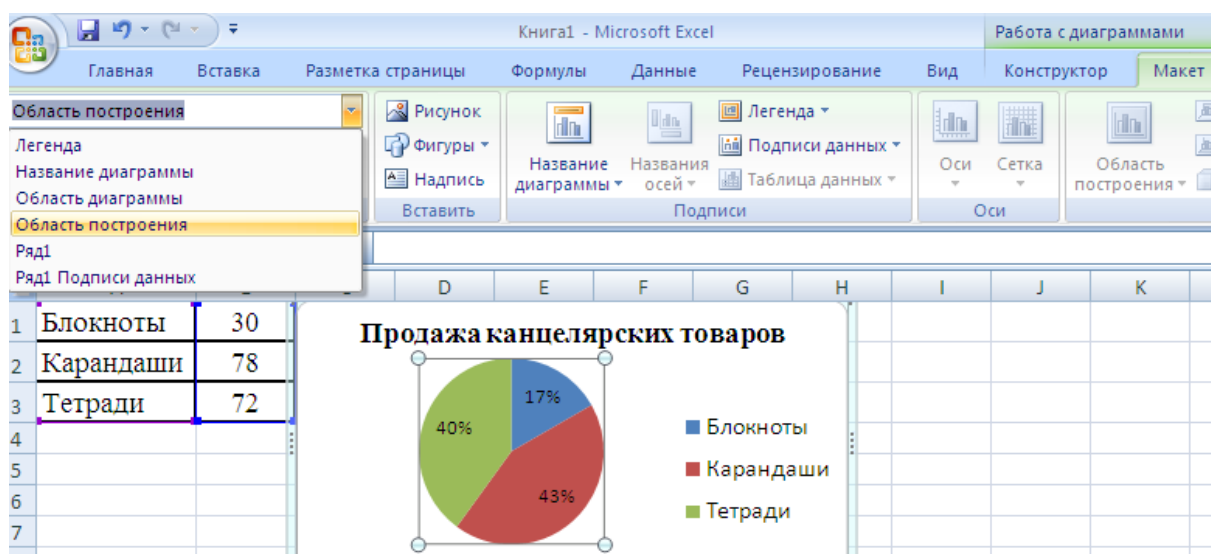 Книга1 - Microsoft Excel
Работа с диаграммами
Главная Вставка Разметка страницы Формулы Данные Рецензирование Вид Конструктор Макет
Область построения
Легенда
Название диаграммы
Область диаграммы
Область построения
Ряд1
Ряд1 Подписи данных
Рисунок
Фигуры
Надпись
Вставить
Название диаграммы
Названия осей
Легенда
Подписи данных
Таблица данных
Подписи
Оси
Сетка
Оси
Область построения
D E F G H I J K
1 Блокноты 30
2 Карандаши 78
3 Тетради 72
4
5
6
7
Продажа канцелярских товаров
17%
40%
43%
Блокноты
Карандаши
Тетради